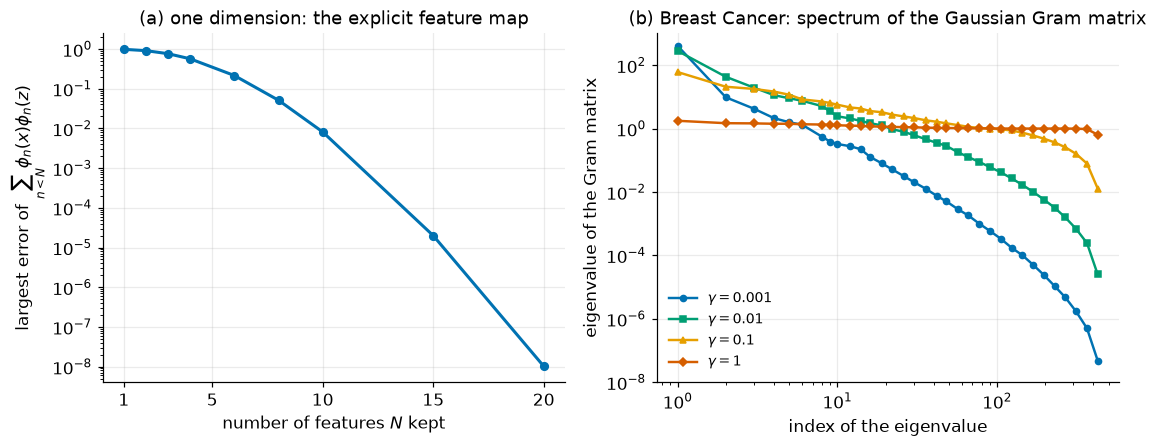 (a) one dimension: the explicit feature map
largest error of ∑_{n<N} ϕ_n(x)ϕ_n(z)
10^0
10^{-1}
10^{-2}
10^{-3}
10^{-4}
10^{-5}
10^{-6}
10^{-7}
10^{-8}
1 5 10 15 20
number of features N kept
(b) Breast Cancer: spectrum of the Gaussian Gram matrix
eigenvalue of the Gram matrix
10^2
10^0
10^{-2}
10^{-4}
10^{-6}
10^{-8}
γ = 0.001
γ = 0.01
γ = 0.1
γ = 1
10^0 10^1 10^2
index of the eigenvalue